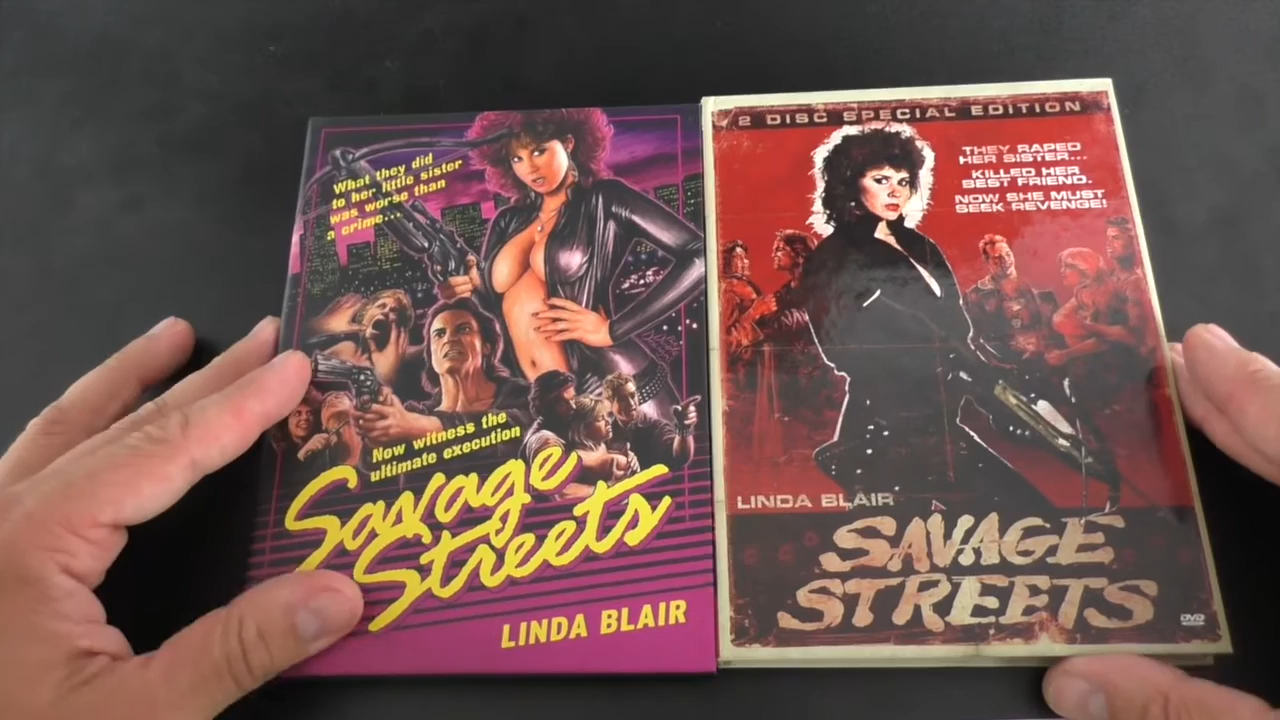 What they did
to her little sister
was worse than
a crime...
Now witness the
ultimate execution
Savage
Streets
LINDA BLAIR
2 DISC SPECIAL EDITION
THEY RAPED
HER SISTER...
KILLED HER
BEST FRIEND.
NOW SHE MUST
SEEK REVENGE!
LINDA BLAIR
SAVAGE
STREETS
DVD